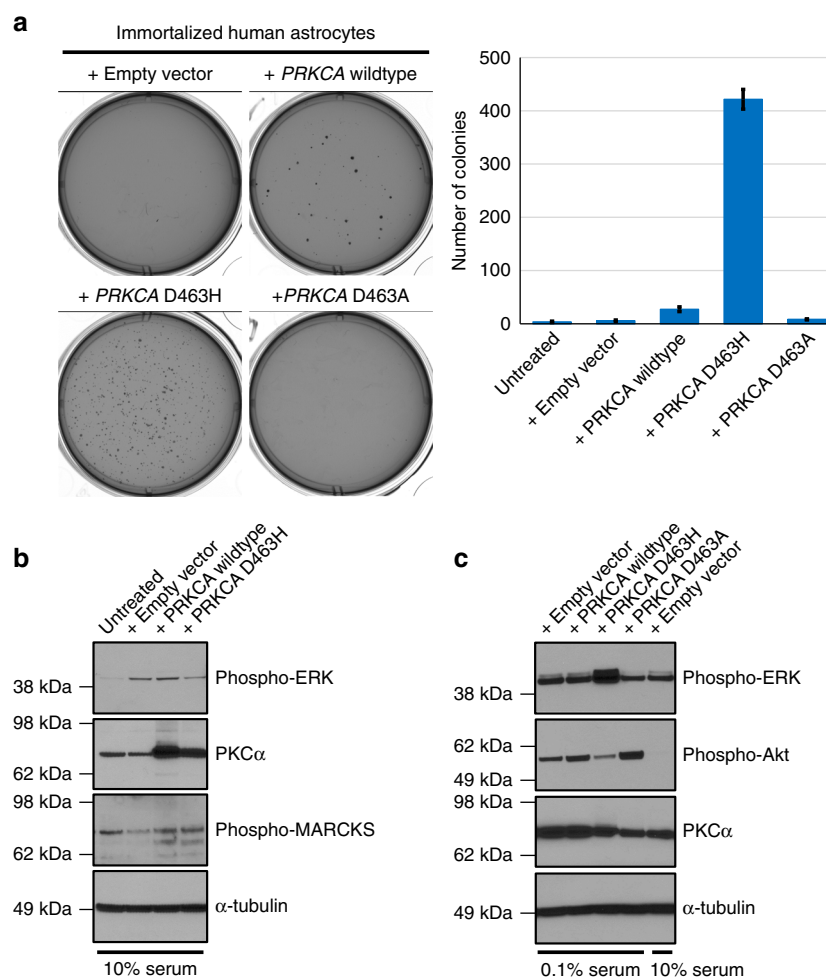 a
Immortalized human astrocytes
+ Empty vector
+ PRKCA wildtype
+ PRKCA D463H
+PRKCA D463A
Number of colonies
500
400
300
200
100
0
Untreated
+ Empty vector
+ PRKCA wildtype
+ PRKCA D463H
+ PRKCA D463A
b
Untreated
+ Empty vector
+ PRKCA wildtype
+ PRKCA D463H
38 kDa
Phospho-ERK
98 kDa
PKCα
62 kDa
98 kDa
Phospho-MARCKS
62 kDa
49 kDa
α-tubulin
10% serum
c
+ Empty vector
+ PRKCA wildtype
+ PRKCA D463H
+ PRKCA D463A
+ Empty vector
38 kDa
Phospho-ERK
62 kDa
Phospho-Akt
49 kDa
98 kDa
PKCα
62 kDa
49 kDa
α-tubulin
0.1% serum
10% serum